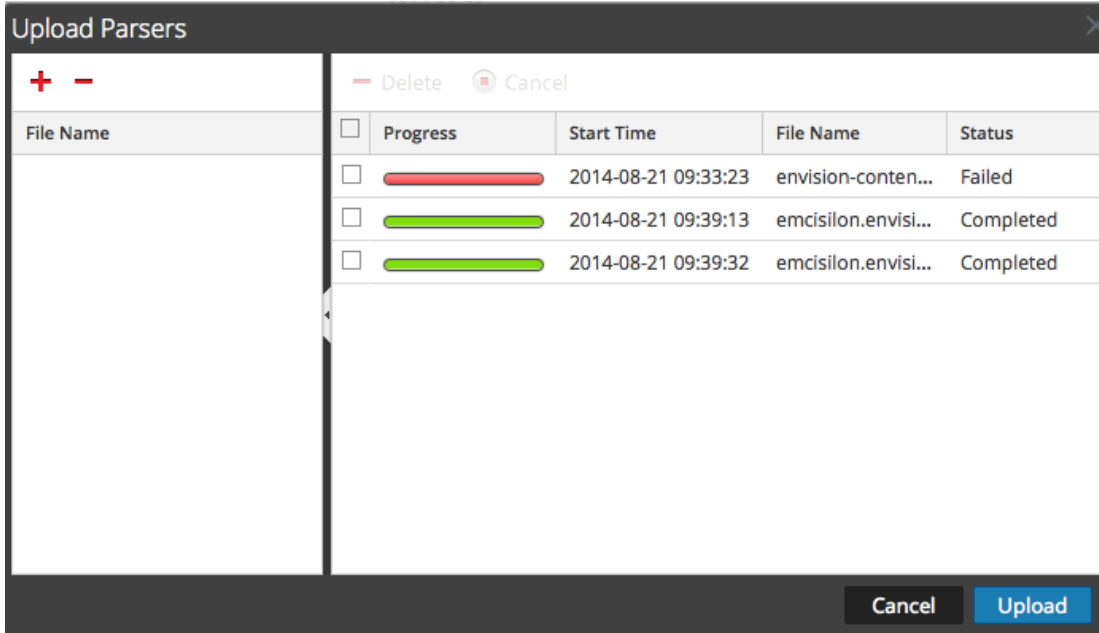 Upload Parsers
Delete Cancel
File Name
Progress Start Time File Name Status
2014-08-21 09:33:23 envision-conten... Failed
2014-08-21 09:39:13 emcisilon.envisi... Completed
2014-08-21 09:39:32 emcisilon.envisi... Completed
Cancel Upload